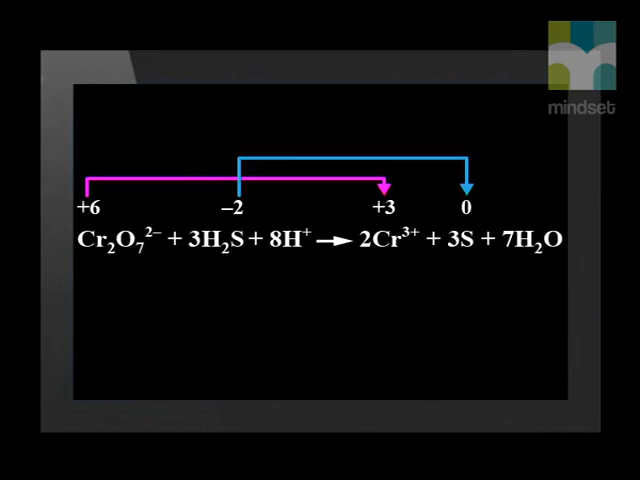 mindset
+6 –2 +3 0
Cr₂O₇²⁻ + 3H₂S + 8H⁺ → 2Cr³⁺ + 3S + 7H₂O